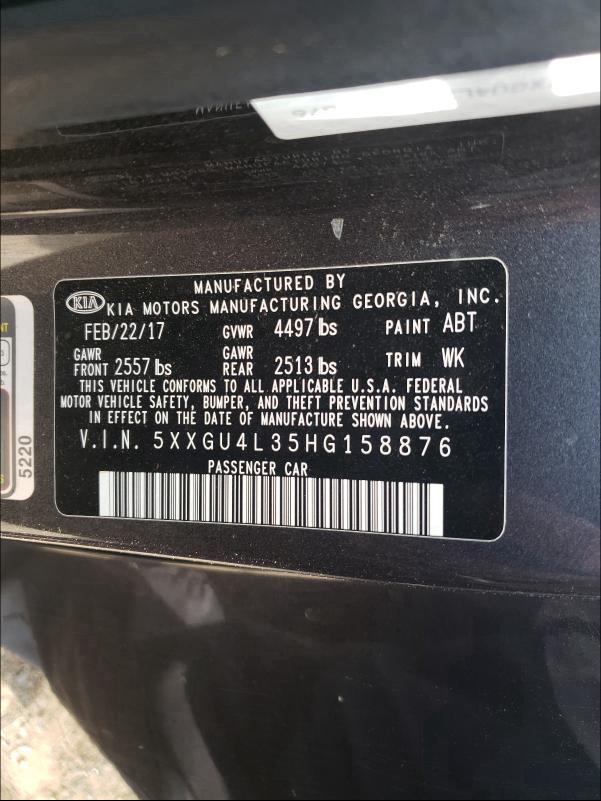 MANUFACTURED BY
KIA KIA MOTORS MANUFACTURING GEORGIA, INC.
FEB/22/17 GVWR 4497 lbs PAINT ABT
GAWR FRONT 2557 lbs GAWR REAR 2513 lbs TRIM WK
THIS VEHICLE CONFORMS TO ALL APPLICABLE U.S.A. FEDERAL
MOTOR VEHICLE SAFETY, BUMPER, AND THEFT PREVENTION STANDARDS
IN EFFECT ON THE DATE OF MANUFACTURE SHOWN ABOVE.
V.I.N. 5XXGU4L35HG158876
PASSENGER CAR
5220